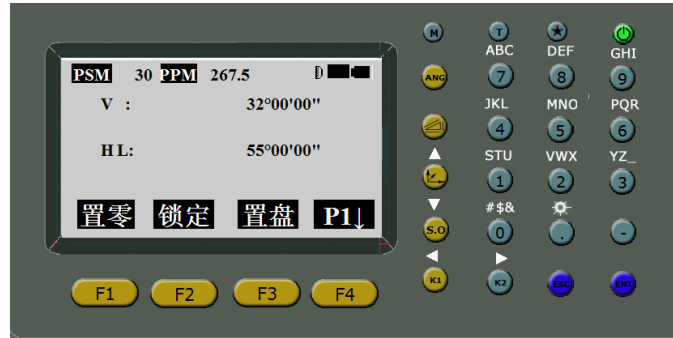 PSM 30 PPM 267.5
V : 32°00'00"
HL: 55°00'00"
置零 锁定 置盘 P1↓
F1 F2 F3 F4
M T ★
ABC DEF GHI
ANG 7 8 9
JKL MNO PQR
4 5 6
STU VWX YZ_
1 2 3
#$&
S.O 0 . -
K1 K2 ESC ENT